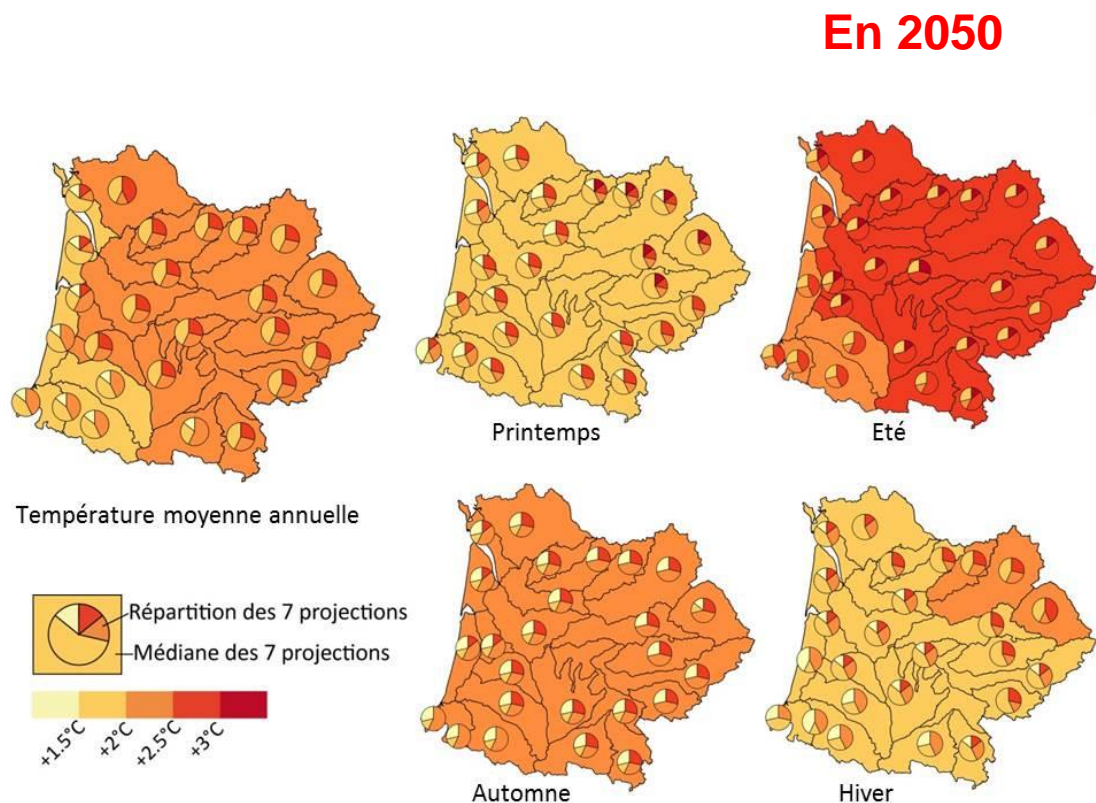 En 2050
Printemps
Eté
Température moyenne annuelle
Répartition des 7 projections
Médiane des 7 projections
+1.5°C
+2°C
+2.5°C
+3°C
Automne
Hiver